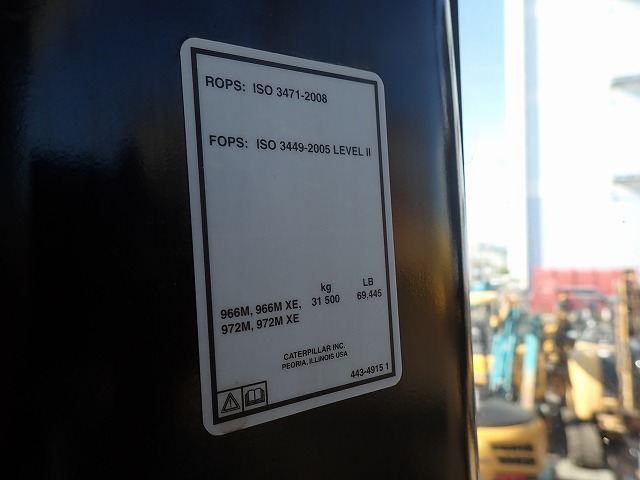 ROPS: ISO 3471-2008
FOPS: ISO 3449-2005 LEVEL II
kg LB
966M, 966M XE, 31 500 69,445
972M, 972M XE
CATERPILLAR INC.
PEORIA, ILLINOIS USA
443-4915 1